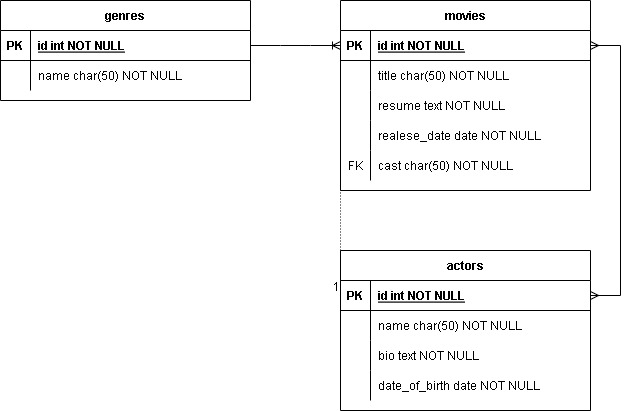 genres
PK id int NOT NULL
name char(50) NOT NULL
movies
PK id int NOT NULL
title char(50) NOT NULL
resume text NOT NULL
realese_date date NOT NULL
FK cast char(50) NOT NULL
1
actors
PK id int NOT NULL
name char(50) NOT NULL
bio text NOT NULL
date_of_birth date NOT NULL